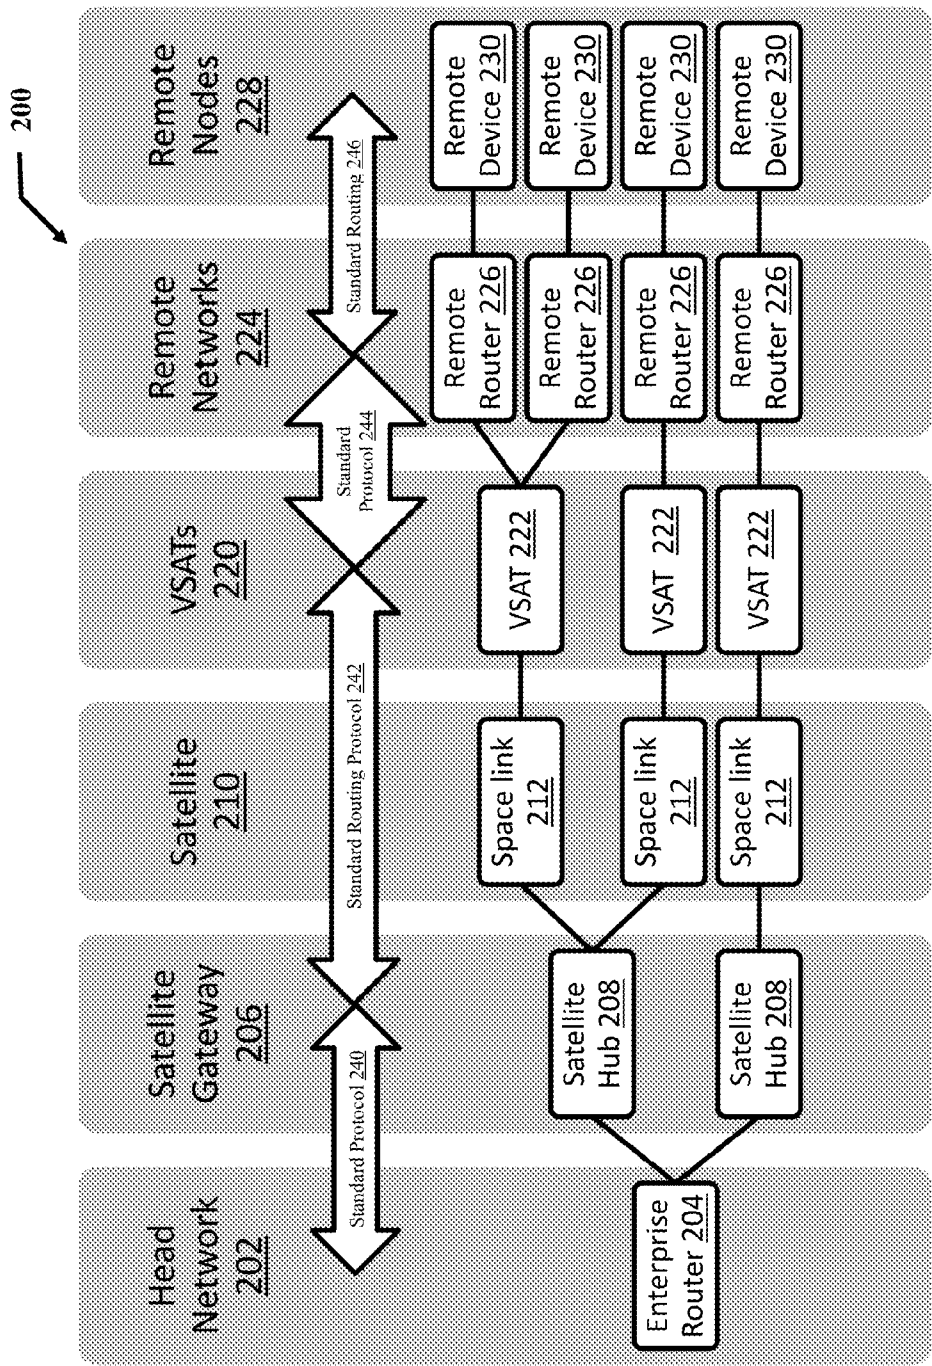 200
Head
Network
202
Satellite
Gateway
206
Satellite
210
VSATs
220
Remote
Networks
224
Remote
Nodes
228
Standard Protocol 240
Standard Routing Protocol 242
Standard
Protocol 244
Standard Routing 246
Enterprise
Router 204
Satellite
Hub 208
Satellite
Hub 208
Space link
212
Space link
212
Space link
212
VSAT 222
VSAT 222
VSAT 222
Remote
Router 226
Remote
Router 226
Remote
Router 226
Remote
Router 226
Remote
Device 230
Remote
Device 230
Remote
Device 230
Remote
Device 230